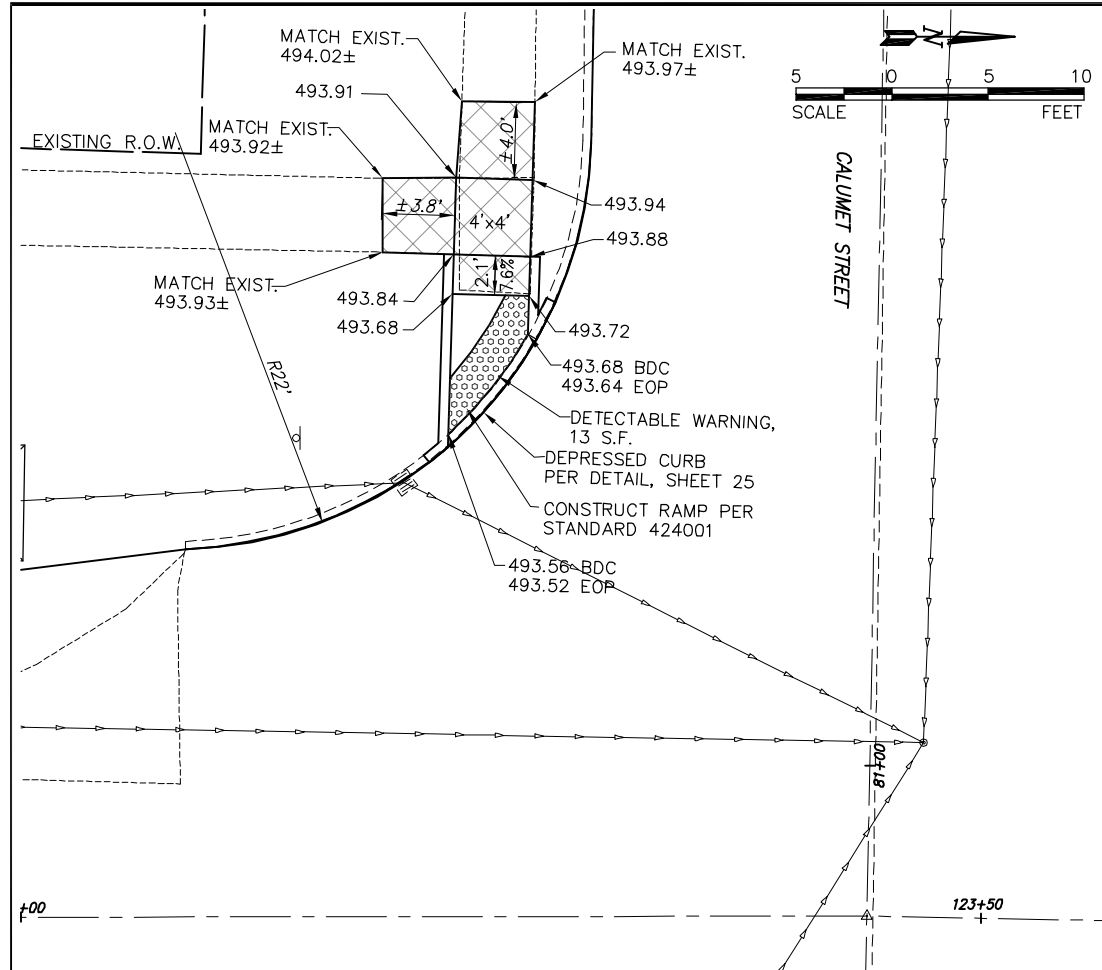 MATCH EXIST.
494.02±
MATCH EXIST.
493.97±
N
5 0 5 10
SCALE FEET
493.91
MATCH EXIST.
493.92±
EXISTING R.O.W.
±4.0'
CALUMET STREET
±3.8'
4'x4'
493.94
493.88
2.1'
7.6%
MATCH EXIST.
493.93±
493.84
493.68
493.72
R22'
493.68 BDC
493.64 EOP
DETECTABLE WARNING,
13 S.F.
DEPRESSED CURB
PER DETAIL, SHEET 25
CONSTRUCT RAMP PER
STANDARD 424001
493.56 BDC
493.52 EOP
81+00
+00
123+50